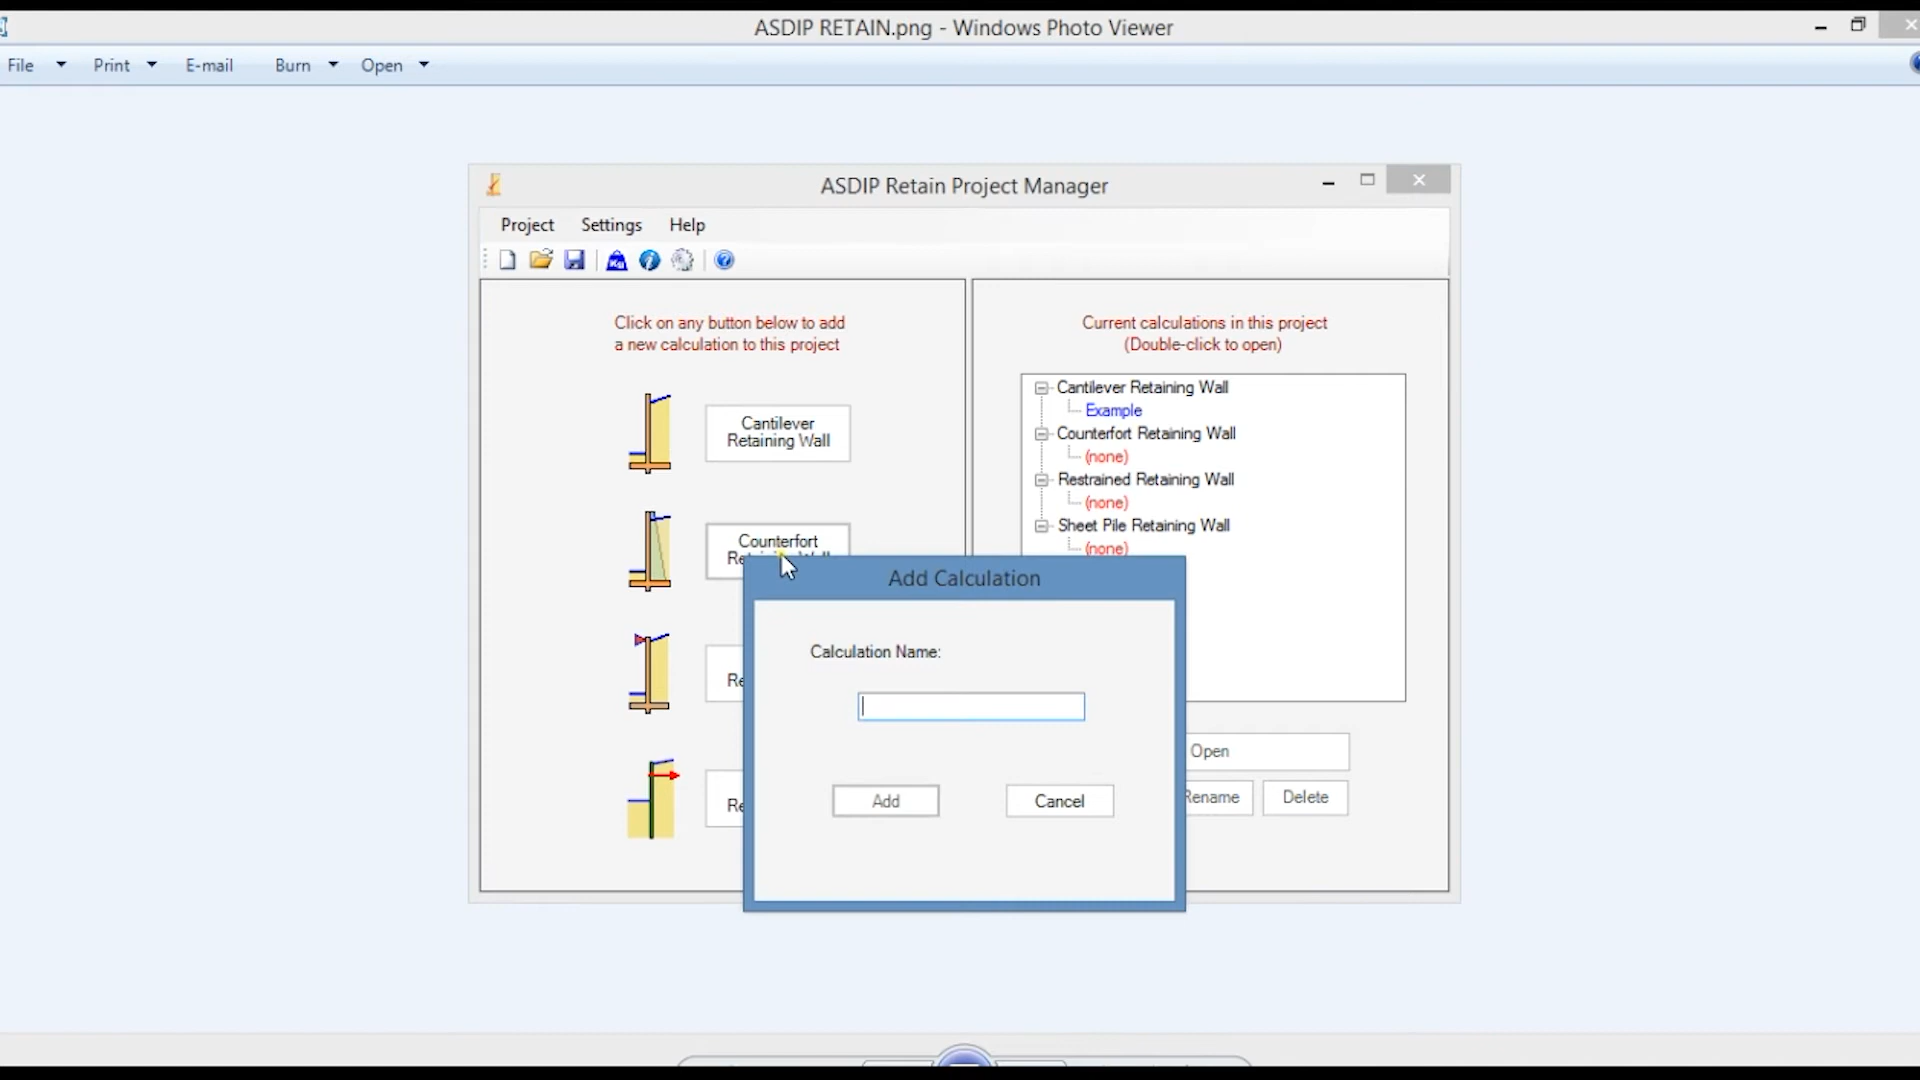 ASDIP RETAIN.png - Windows Photo Viewer
File Print E-mail Burn Open
ASDIP Retain Project Manager
Project Settings Help
Click on any button below to add
a new calculation to this project
Cantilever
Retaining Wall
Counterfort
Current calculations in this project
(Double-click to open)
Cantilever Retaining Wall
Example
Counterfort Retaining Wall
(none)
Restrained Retaining Wall
(none)
Sheet Pile Retaining Wall
(none)
Add Calculation
Calculation Name:
Add Cancel
Open
Rename Delete